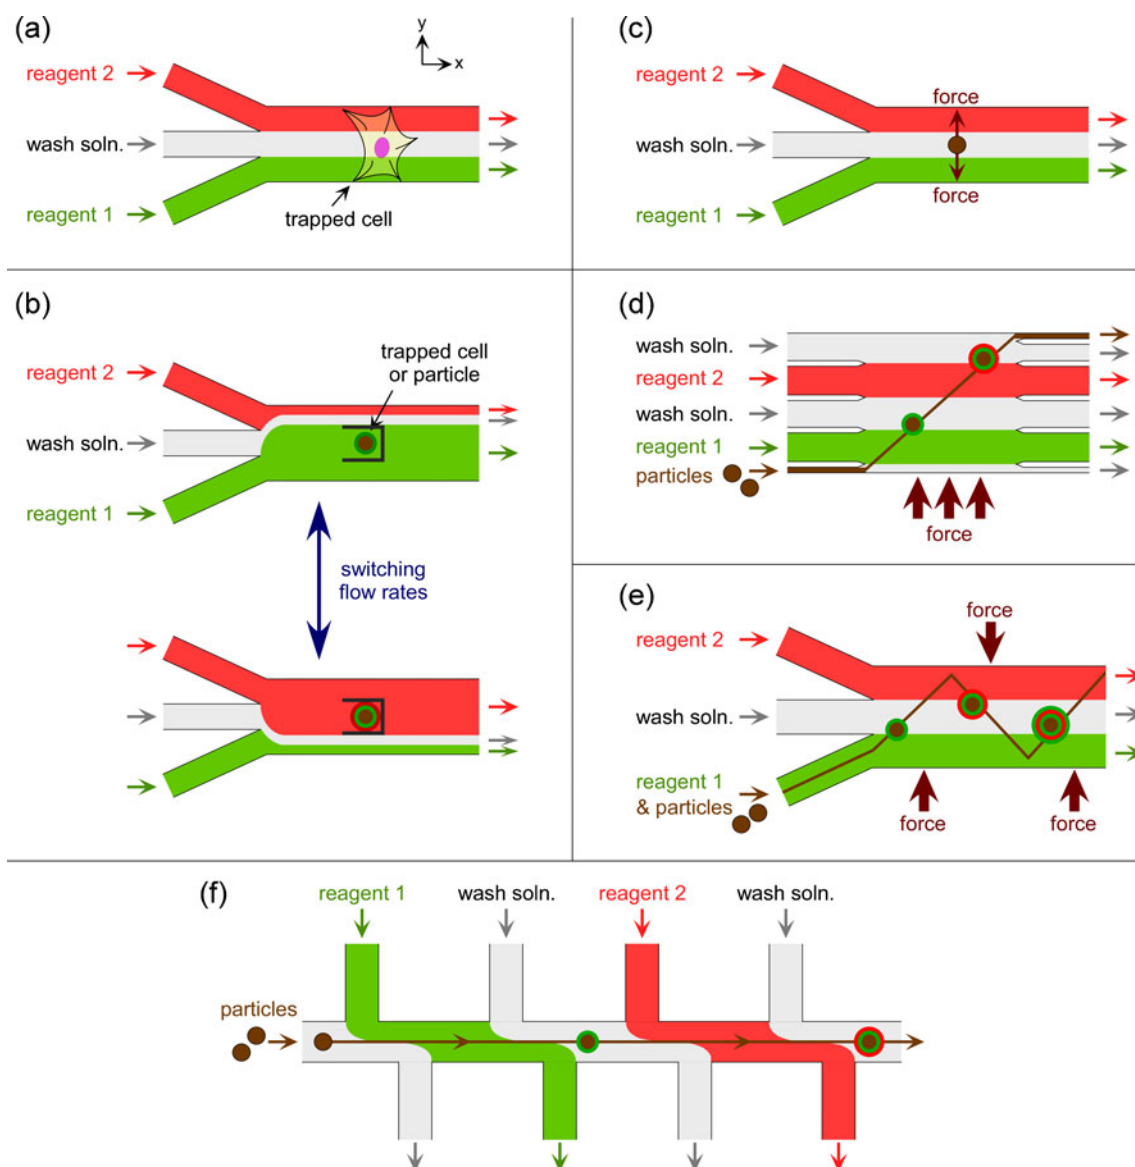 (a)
y
x
reagent 2
wash soln.
reagent 1
trapped cell
(b)
trapped cell
or particle
reagent 2
wash soln.
reagent 1
switching
flow rates
(c)
reagent 2
force
wash soln.
force
reagent 1
(d)
wash soln.
reagent 2
wash soln.
reagent 1
particles
force
(e)
force
reagent 2
wash soln.
reagent 1
& particles
force
force
(f)
reagent 1
wash soln.
reagent 2
wash soln.
particles